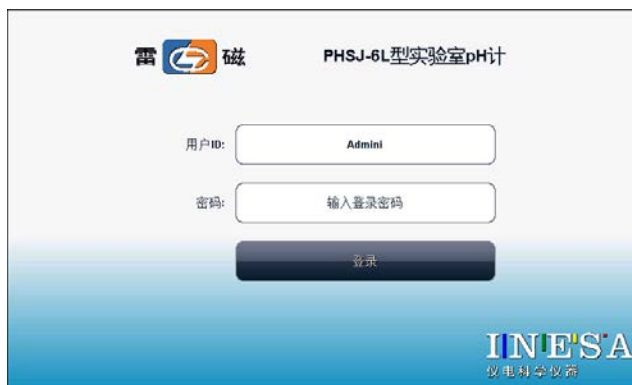 雷 磁 PHSJ-6L型实验室pH计
用户ID: Admini
密码: 输入登录密码
登录
INESA
仪电科学仪器